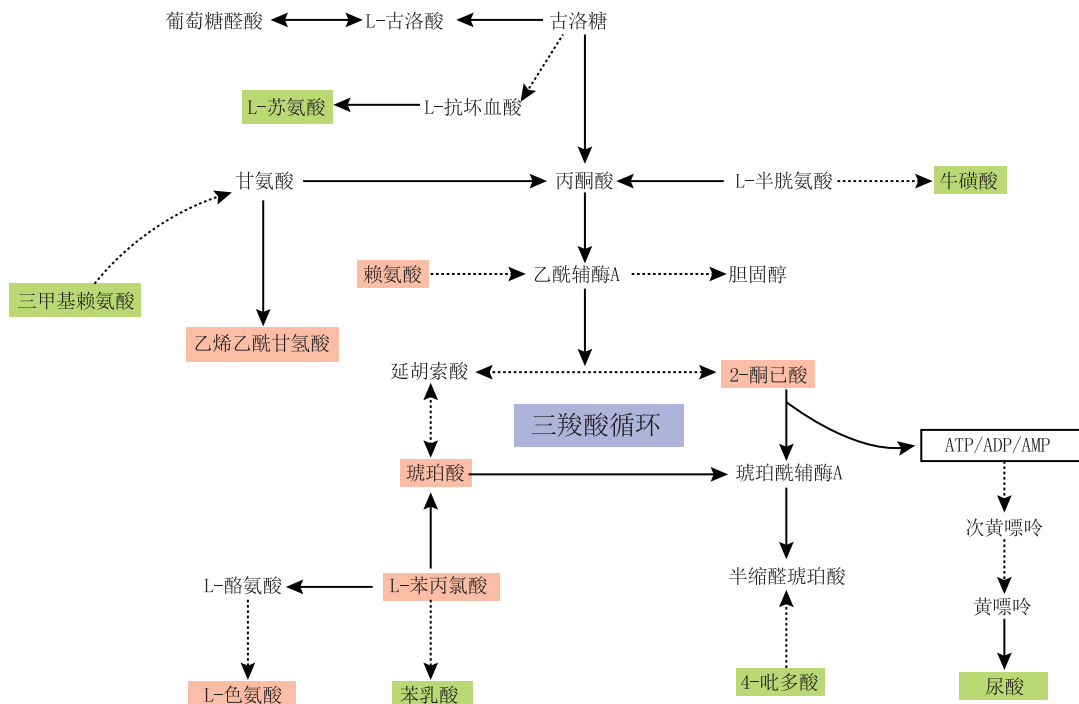 葡萄糖醛酸
L-古洛酸
古洛糖
L-苏氨酸
L-抗坏血酸
甘氨酸
丙酮酸
L-半胱氨酸
牛磺酸
三甲基赖氨酸
赖氨酸
乙酰辅酶A
胆固醇
乙烯乙酰甘氢酸
延胡索酸
2-酮已酸
三羧酸循环
ATP/ADP/AMP
琥珀酸
琥珀酰辅酶A
次黄嘌呤
L-酪氨酸
L-苯丙氯酸
半缩醛琥珀酸
黄嘌呤
L-色氨酸
苯乳酸
4-吡多酸
尿酸